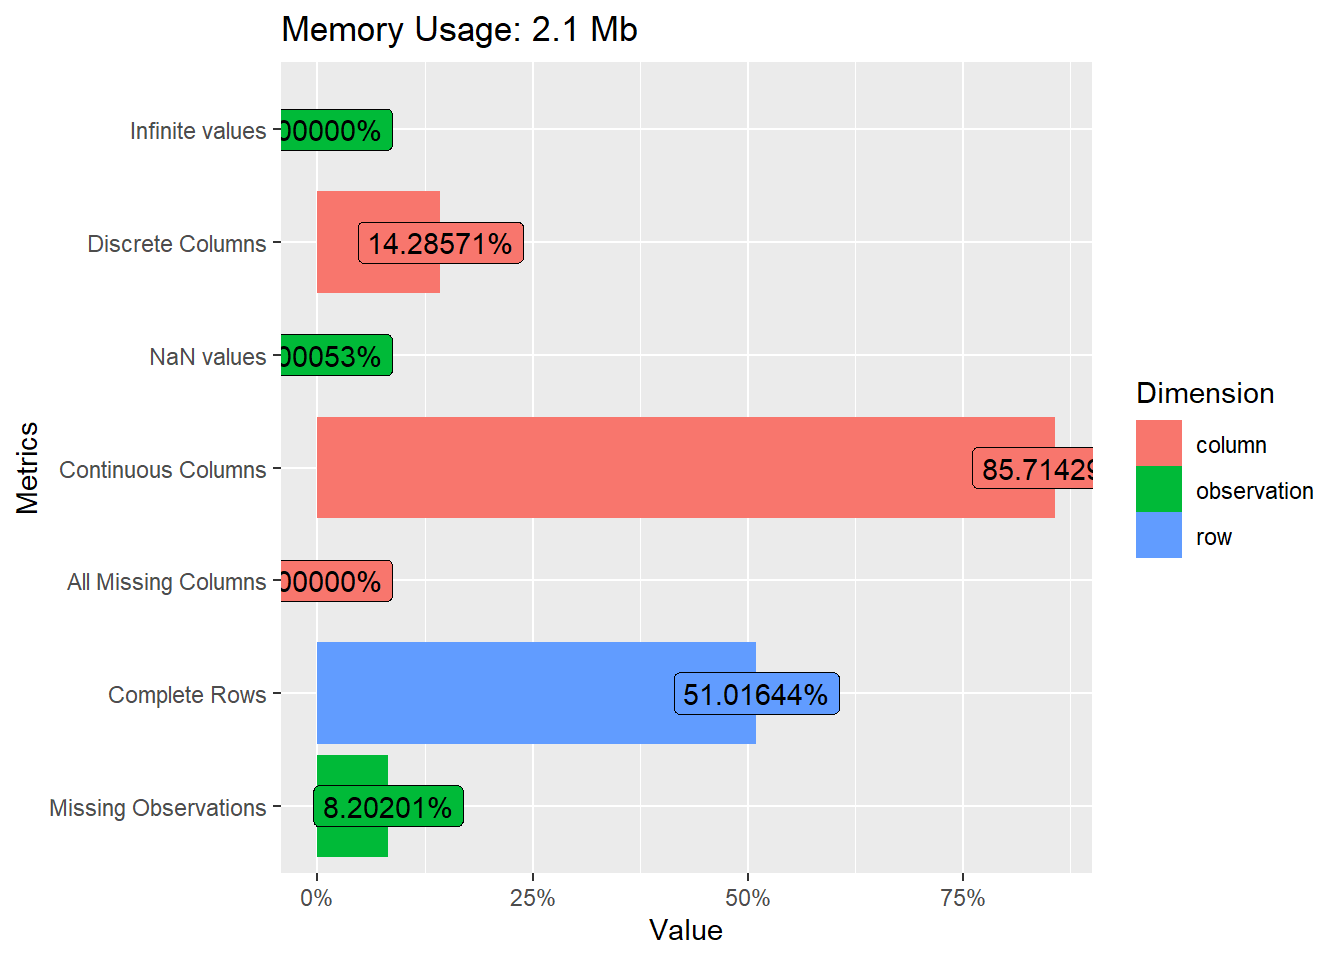 Memory Usage: 2.1 Mb
Metrics
Infinite values
00000%
Discrete Columns
14.28571%
NaN values
00053%
Continuous Columns
85.71429
All Missing Columns
00000%
Complete Rows
51.01644%
Missing Observations
8.20201%
0% 25% 50% 75%
Value
Dimension
column
observation
row